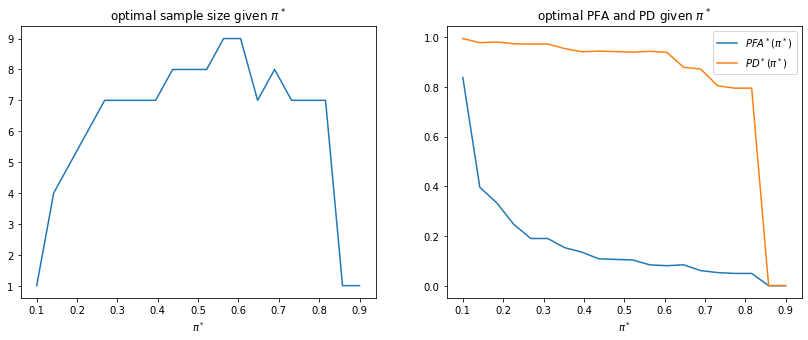 optimal sample size given π*
9
8
7
6
5
4
3
2
1
0.1 0.2 0.3 0.4 0.5 0.6 0.7 0.8 0.9
π*
optimal PFA and PD given π*
1.0
0.8
0.6
0.4
0.2
0.0
PFA*(π*)
PD*(π*)
0.1 0.2 0.3 0.4 0.5 0.6 0.7 0.8 0.9
π*